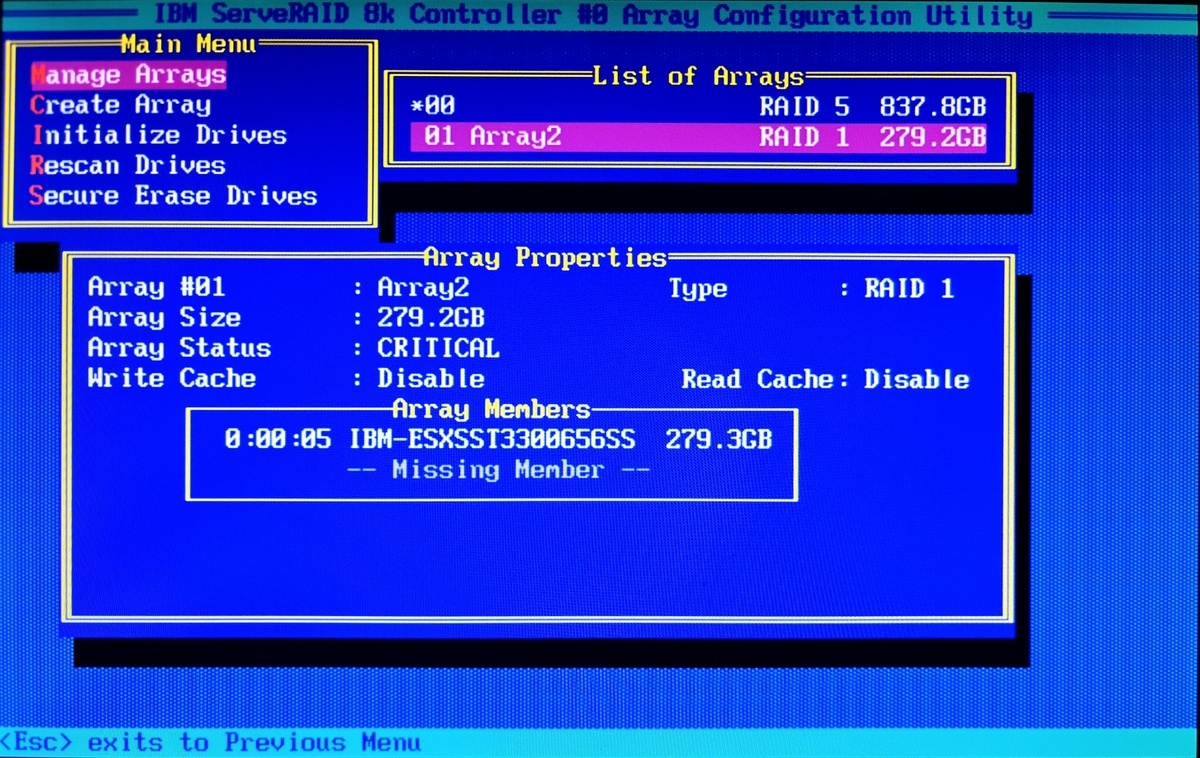 IBM ServeRAID 8k Controller #0 Array Configuration Utility
Main Menu
Manage Arrays
Create Array
Initialize Drives
Rescan Drives
Secure Erase Drives
List of Arrays
*00 RAID 5 837.8GB
01 Array2 RAID 1 279.2GB
Array Properties
Array #01 : Array2 Type : RAID 1
Array Size : 279.2GB
Array Status : CRITICAL
Write Cache : Disable Read Cache: Disable
Array Members
0:00:05 IBM-ESXSST3300656SS 279.3GB
-- Missing Member --
<Esc> exits to Previous Menu